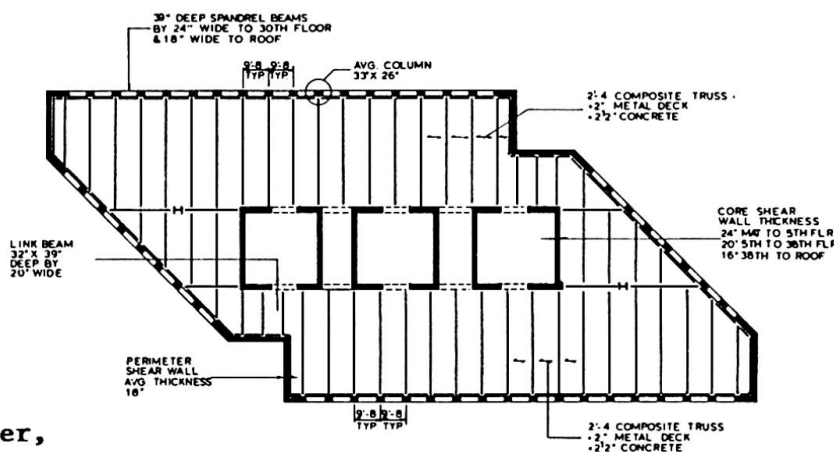 39" DEEP SPANDREL BEAMS
BY 24" WIDE TO 30TH FLOOR
& 18" WIDE TO ROOF
9'-8 9'-8
TYP TYP
AVG. COLUMN
33"X 26"
2'-4 COMPOSITE TRUSS
+2" METAL DECK
+2½" CONCRETE
CORE SHEAR
WALL THICKNESS
24" MAT TO 5TH FLR
20" 5TH TO 38TH FLR
16" 38TH TO ROOF
H
H
LINK BEAM
32"X 39"
DEEP BY
20" WIDE
PERIMETER
SHEAR WALL
AVG THICKNESS
18"
9'-8 9'-8
TYP TYP
2'-4 COMPOSITE TRUSS
+2" METAL DECK
+2½" CONCRETE
er,